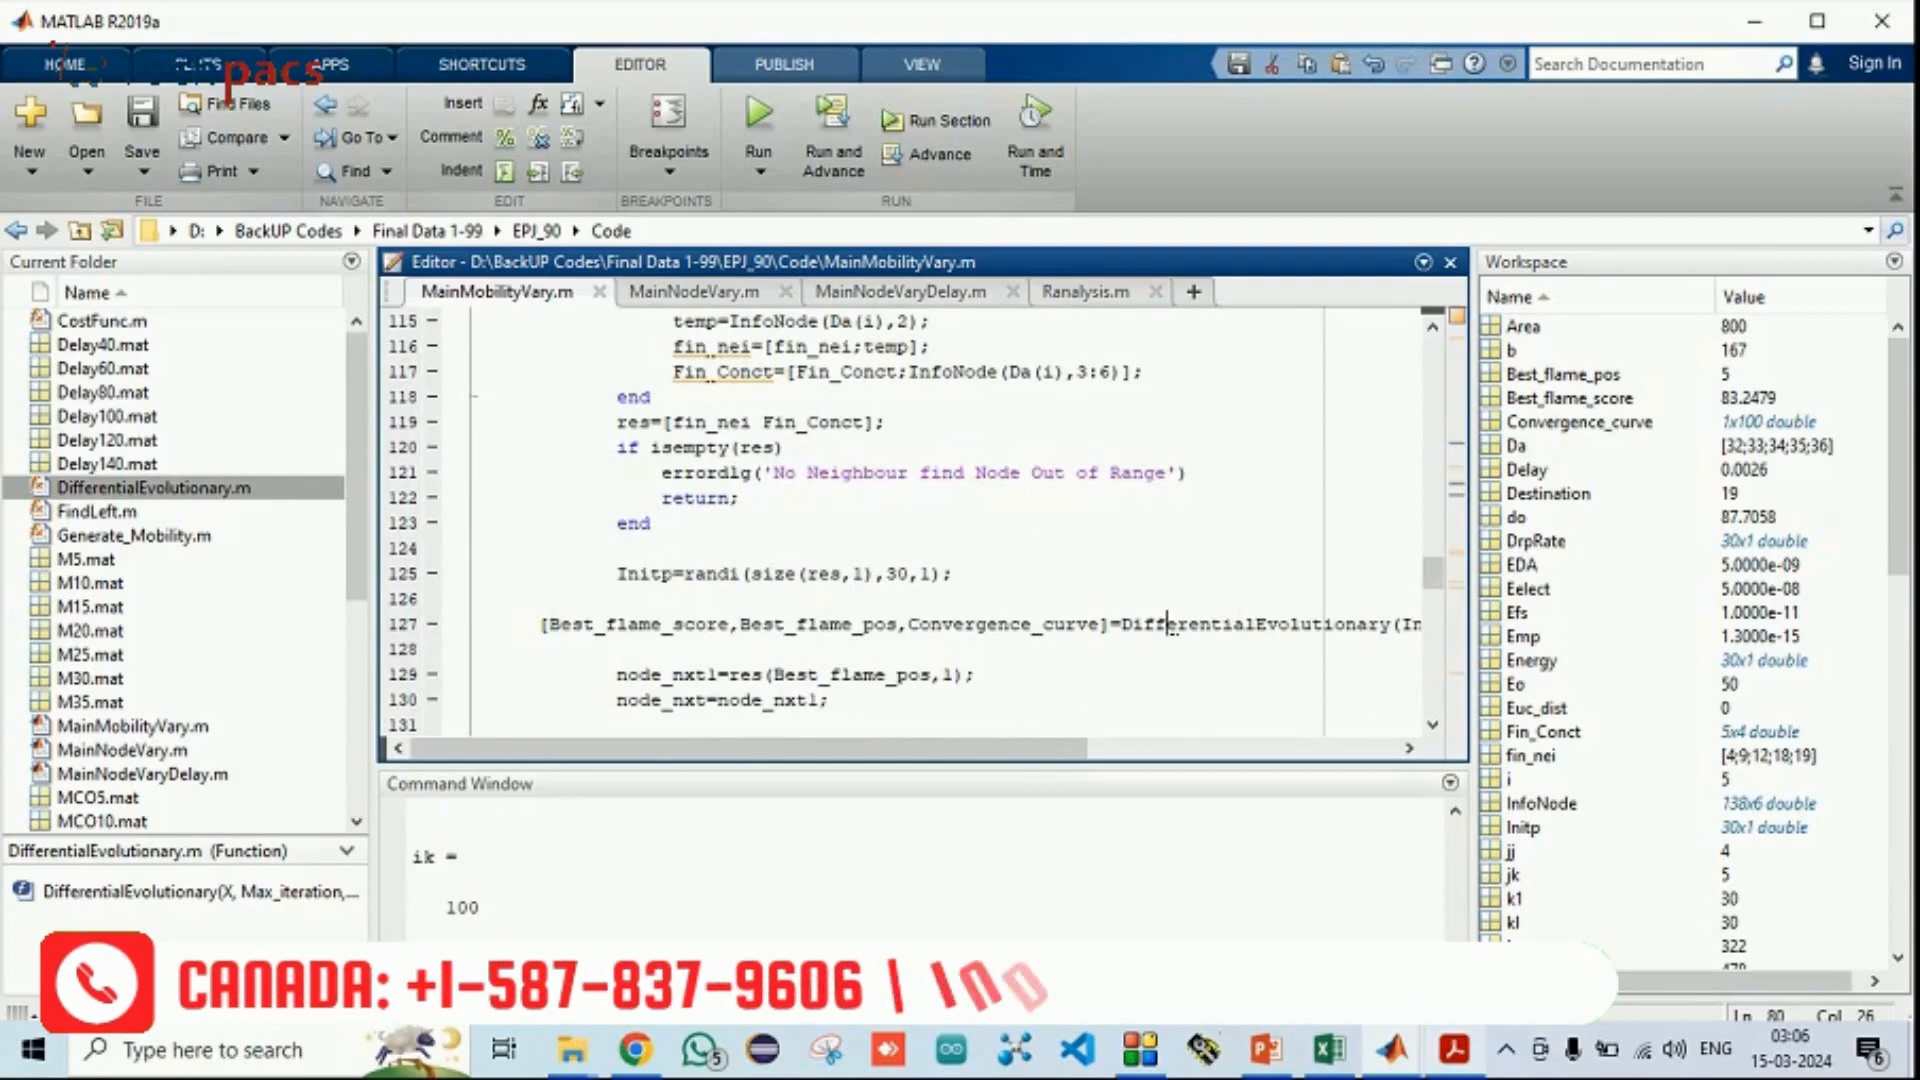 MATLAB R2019a
HOME PLOTS APPS SHORTCUTS EDITOR PUBLISH VIEW Search Documentation Sign In
pacs
New Open Save Find Files Compare Print Go To Find
Insert Comment Indent
Breakpoints Run Run and Advance Run Section Advance Run and Time
FILE NAVIGATE EDIT BREAKPOINTS RUN
D: BackUP Codes Final Data 1-99 EPJ_90 Code
Current Folder
Name
CostFunc.m
Delay40.mat
Delay60.mat
Delay80.mat
Delay100.mat
Delay120.mat
Delay140.mat
DifferentialEvolutionary.m
FindLeft.m
Generate_Mobility.m
M5.mat
M10.mat
M15.mat
M20.mat
M25.mat
M30.mat
M35.mat
MainMobilityVary.m
MainNodeVary.m
MainNodeVaryDelay.m
MCO5.mat
MCO10.mat
DifferentialEvolutionary.m (Function)
DifferentialEvolutionary(X, Max_iteration,...
Editor - D:\BackUP Codes\Final Data 1-99\EPJ_90\Code\MainMobilityVary.m
MainMobilityVary.m MainNodeVary.m MainNodeVaryDelay.m Ranalysis.m +
115 temp=InfoNode(Da(i),2);
116 fin_nei=[fin_nei;temp];
117 Fin_Conct=[Fin_Conct;InfoNode(Da(i),3:6)];
118 end
119 res=[fin_nei Fin_Conct];
120 if isempty(res)
121 errordlg('No Neighbour find Node Out of Range')
122 return;
123 end
124
125 Initp=randi(size(res,1),30,1);
126
127 [Best_flame_score,Best_flame_pos,Convergence_curve]=DifferentialEvolutionary(In
128
129 node_nxt1=res(Best_flame_pos,1);
130 node_nxt=node_nxt1;
131
Command Window
ik =
100
Workspace
Name Value
Area 800
b 167
Best_flame_pos 5
Best_flame_score 83.2479
Convergence_curve 1x100 double
Da [32;33;34;35;36]
Delay 0.0026
Destination 19
do 87.7058
DrpRate 30x1 double
EDA 5.0000e-09
Eelect 5.0000e-08
Efs 1.0000e-11
Emp 1.3000e-15
Energy 30x1 double
Eo 50
Euc_dist 0
Fin_Conct 5x4 double
fin_nei [4;9;12;18;19]
i 5
InfoNode 138x6 double
Initp 30x1 double
jj 4
jk 5
k1 30
kl 30
322
CANADA: +1-587-837-9606 | IND
Ln 80 Col 26
Type here to search
5
ENG
03:06
15-03-2024
6